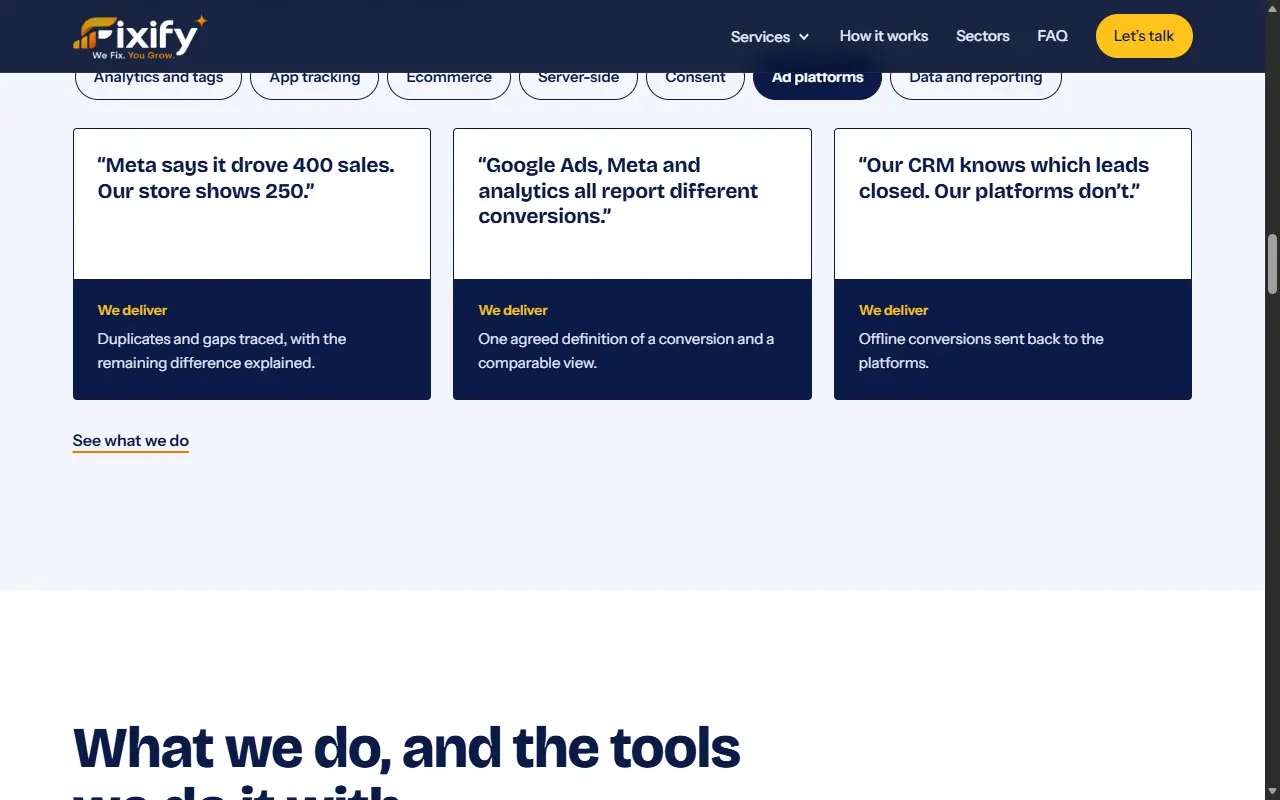 Fixify
We Fix. You Grow.
Services
How it works
Sectors
FAQ
Let’s talk
Analytics and tags
App tracking
Ecommerce
Server-side
Consent
Ad platforms
Data and reporting
“Meta says it drove 400 sales.
Our store shows 250.”
We deliver
Duplicates and gaps traced, with the
remaining difference explained.
“Google Ads, Meta and
analytics all report different
conversions.”
We deliver
One agreed definition of a conversion and a
comparable view.
“Our CRM knows which leads
closed. Our platforms don’t.”
We deliver
Offline conversions sent back to the
platforms.
See what we do
What we do, and the tools
we do it with